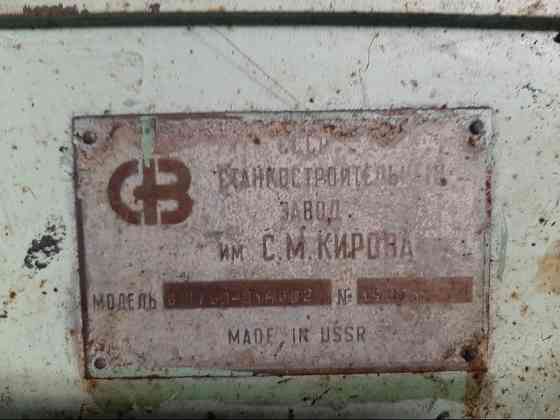 СССР
СТАНКОСТРОИТЕЛЬНЫЙ
ЗАВОД
им С.М.КИРОВА
МОДЕЛЬ №
MADE IN USSR